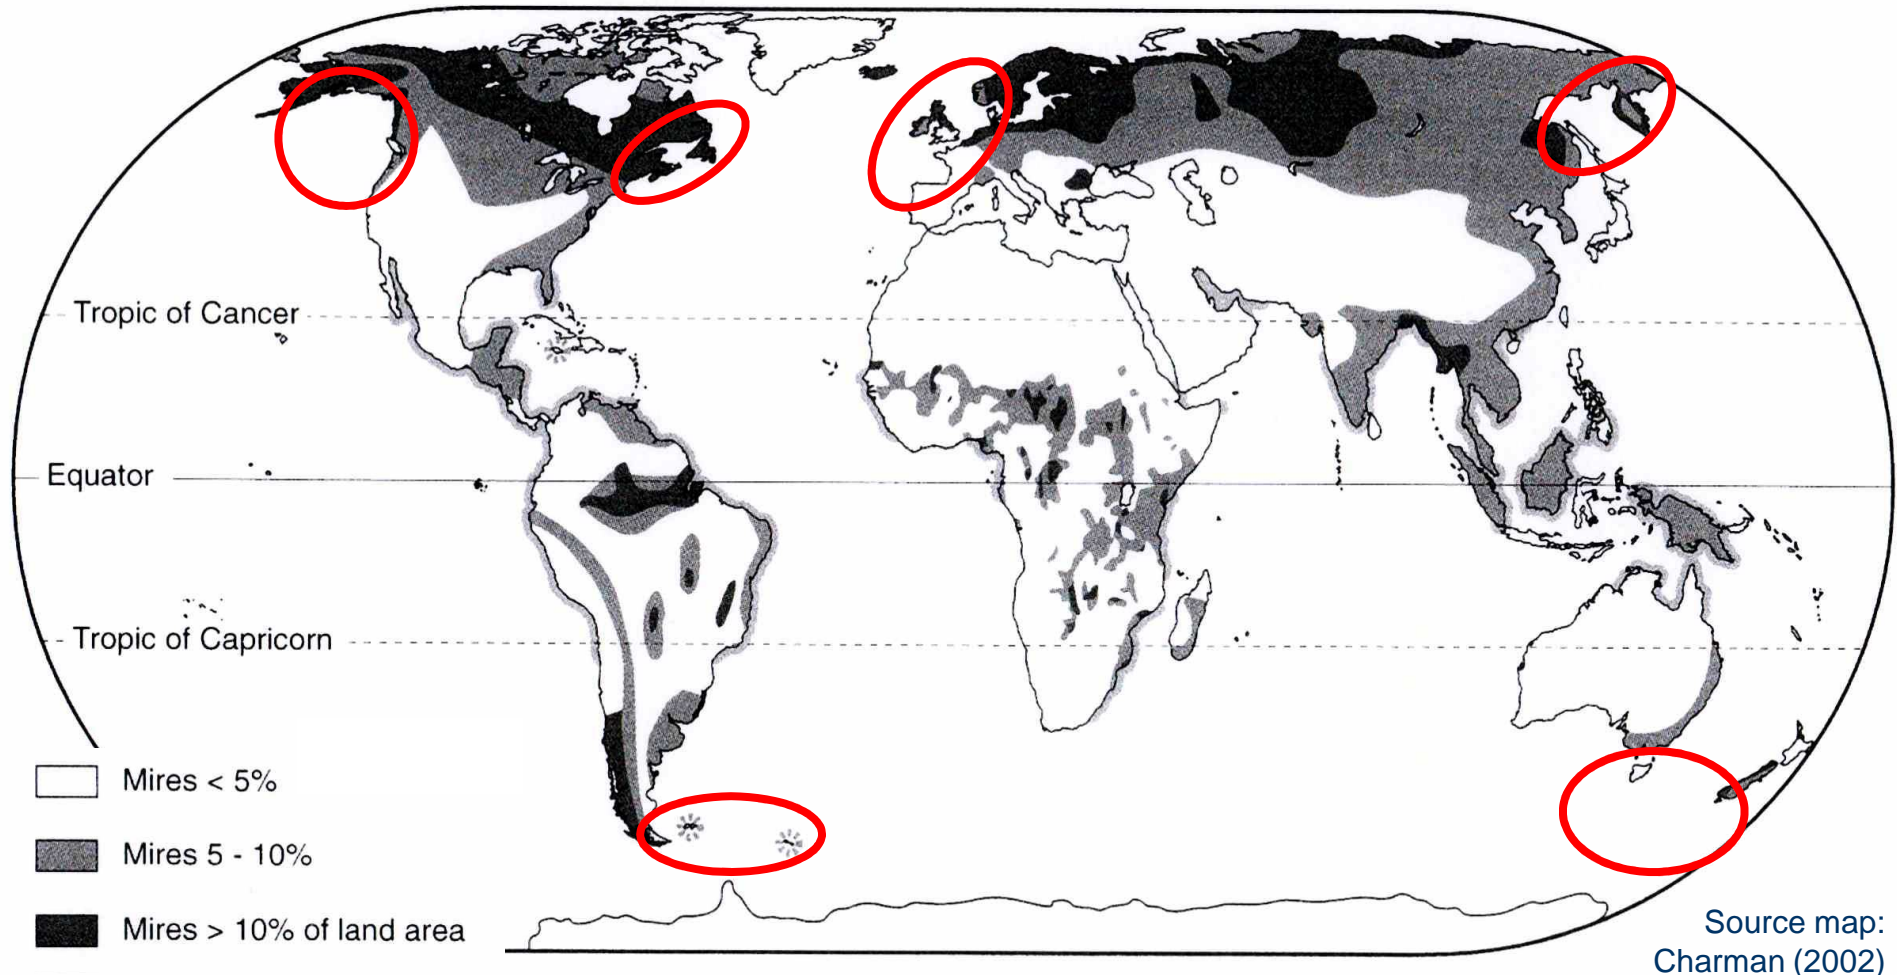 Tropic of Cancer
Equator
Tropic of Capricorn
Mires < 5%
Mires 5 - 10%
Mires > 10% of land area
Source map:
Charman (2002)